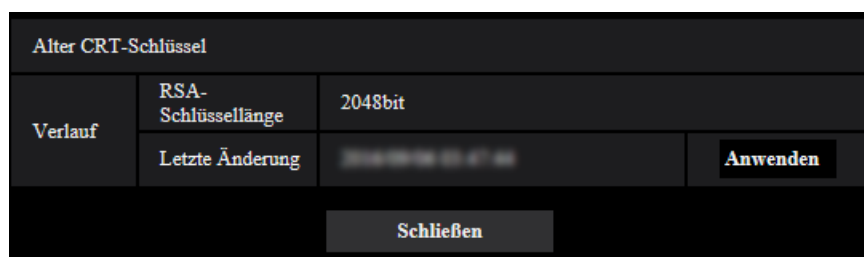 Alter CRT-Schlüssel
Verlauf
RSA-
Schlüssellänge
2048bit
Letzte Änderung
Anwenden
Schließen